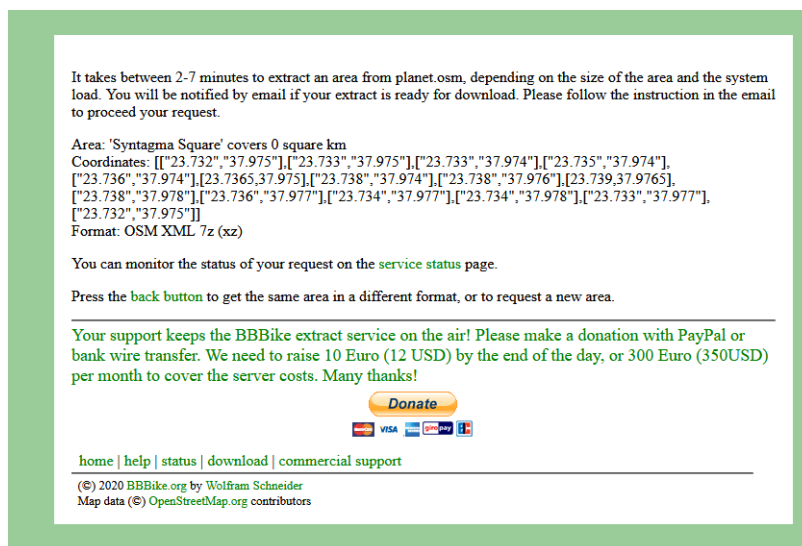 It takes between 2-7 minutes to extract an area from planet.osm, depending on the size of the area and the system
load. You will be notified by email if your extract is ready for download. Please follow the instruction in the email
to proceed your request.
Area: 'Syntagma Square' covers 0 square km
Coordinates: [["23.732","37.975"],["23.733","37.975"],["23.733","37.974"],["23.735","37.974"],
["23.736","37.974"],[23.7365,37.975],["23.738","37.974"],["23.738","37.976"],[23.739,37.9765],
["23.738","37.978"],["23.736","37.977"],["23.734","37.977"],["23.734","37.978"],["23.733","37.977"],
["23.732","37.975"]]
Format: OSM XML 7z (xz)
You can monitor the status of your request on the service status page.
Press the back button to get the same area in a different format, or to request a new area.
Your support keeps the BBBike extract service on the air! Please make a donation with PayPal or
bank wire transfer. We need to raise 10 Euro (12 USD) by the end of the day, or 300 Euro (350USD)
per month to cover the server costs. Many thanks!
Donate
VISA giropay
home | help | status | download | commercial support
(©) 2020 BBBike.org by Wolfram Schneider
Map data (©) OpenStreetMap.org contributors